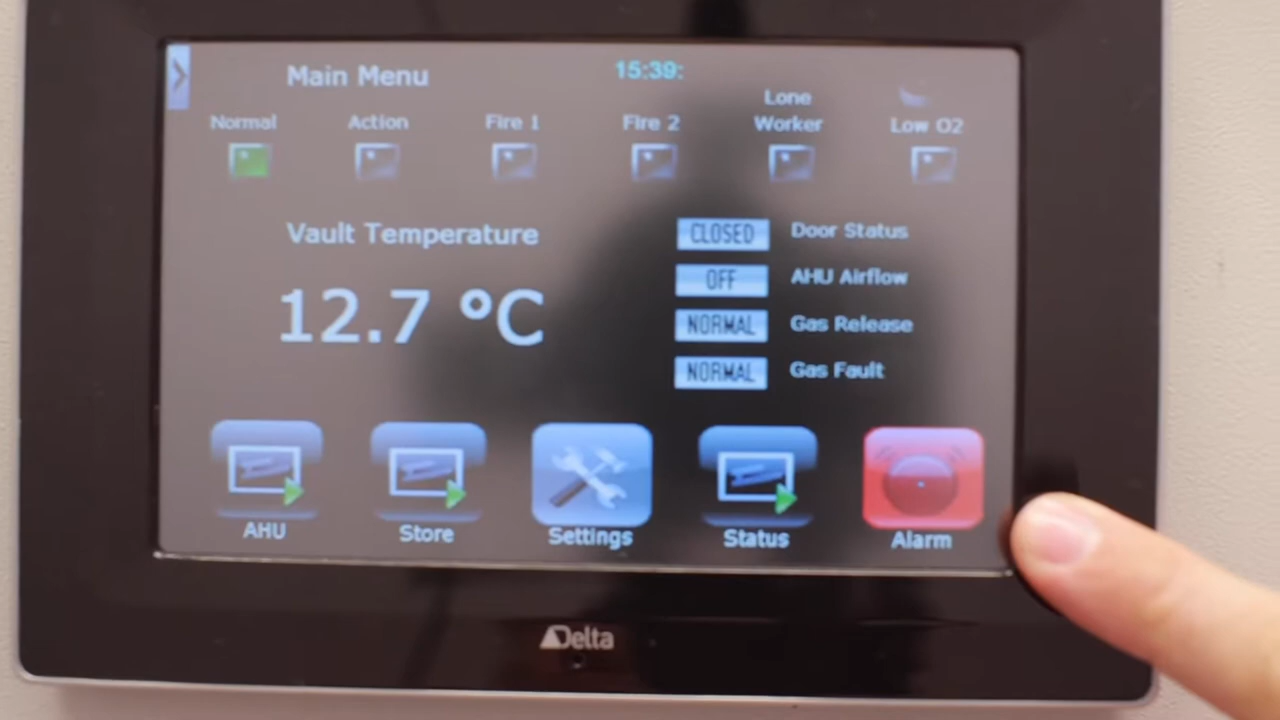 Main Menu
15:39:
Normal
Action
Fire 1
Fire 2
Lone
Worker
Low O2
Vault Temperature
12.7 °C
CLOSED Door Status
OFF AHU Airflow
NORMAL Gas Release
NORMAL Gas Fault
AHU
Store
Settings
Status
Alarm
Delta